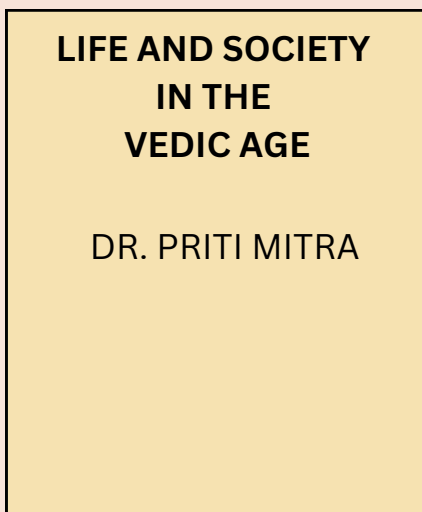 LIFE AND SOCIETY
IN THE
VEDIC AGE
DR. PRITI MITRA